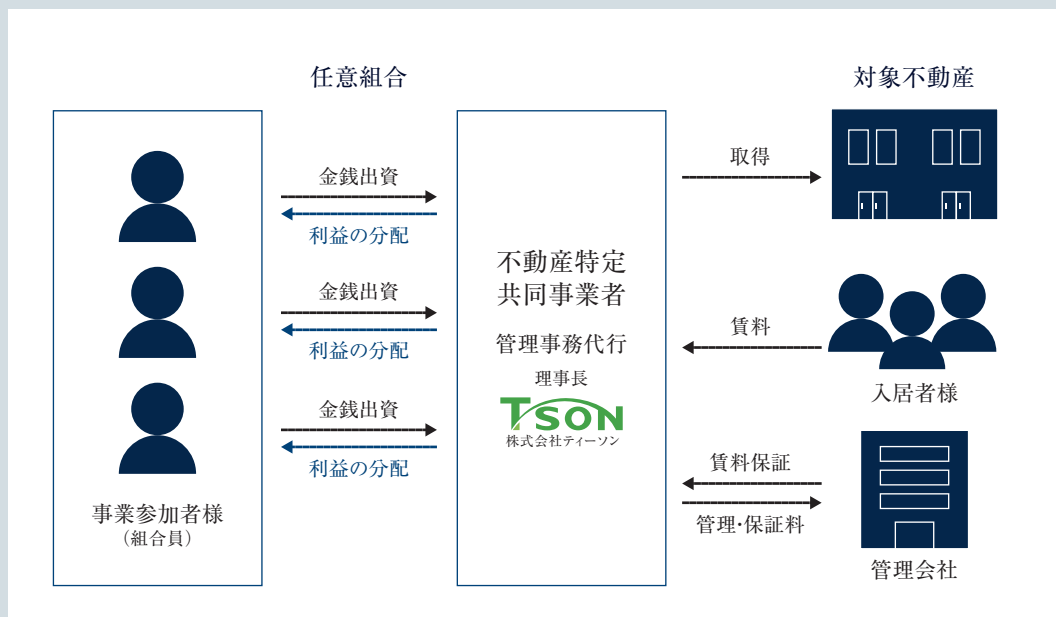 任意組合
対象不動産
金銭出資
利益の分配
金銭出資
利益の分配
金銭出資
利益の分配
事業参加者様
（組合員）
不動産特定
共同事業者
管理事務代行
理事長
TSON
株式会社ティーソン
取得
賃料
入居者様
賃料保証
管理・保証料
管理会社